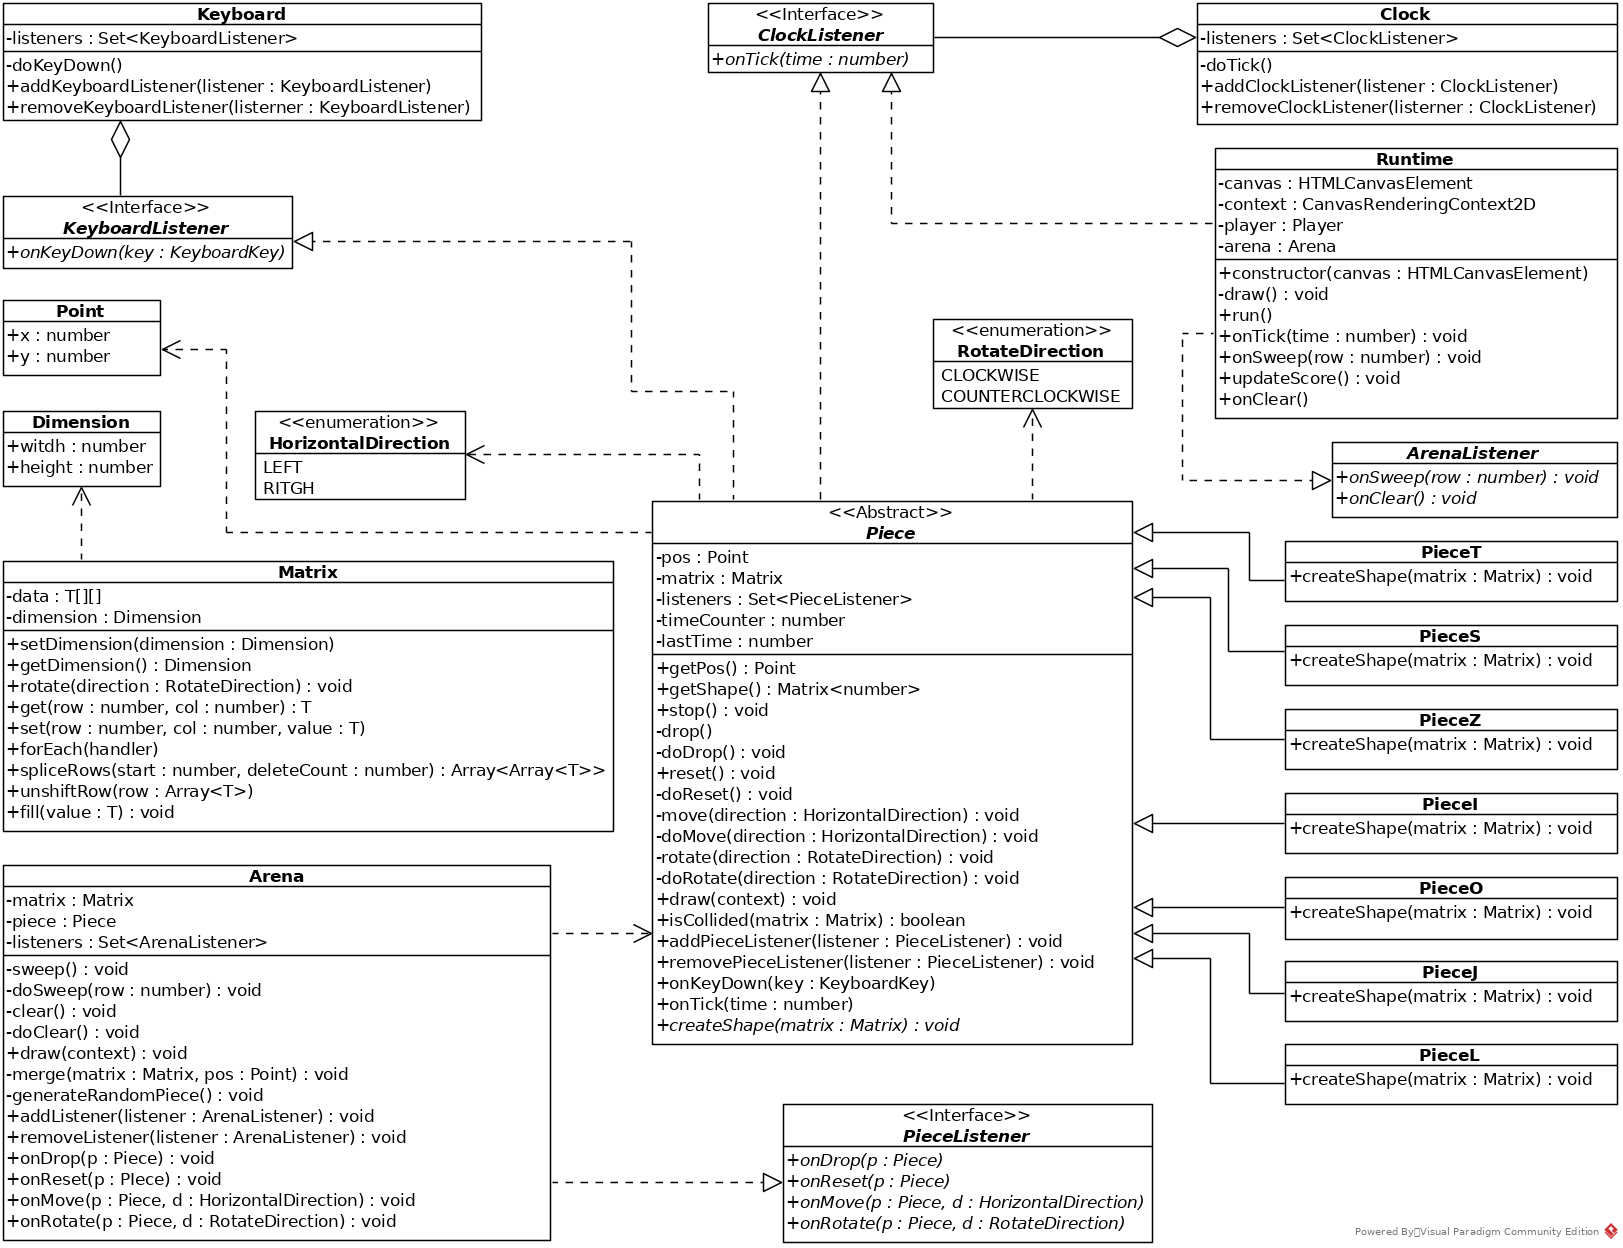 Keyboard
-listeners : Set<KeyboardListener>
-doKeyDown()
+addKeyboardListener(listener : KeyboardListener)
+removeKeyboardListener(listerner : KeyboardListener)
<<Interface>>
ClockListener
+onTick(time : number)
Clock
-listeners : Set<ClockListener>
-doTick()
+addClockListener(listener : ClockListener)
+removeClockListener(listerner : ClockListener)
Runtime
-canvas : HTMLCanvasElement
-context : CanvasRenderingContext2D
-player : Player
-arena : Arena
+constructor(canvas : HTMLCanvasElement)
-draw() : void
+run()
+onTick(time : number) : void
+onSweep(row : number) : void
+updateScore() : void
+onClear()
<<Interface>>
KeyboardListener
+onKeyDown(key : KeyboardKey)
Point
+x : number
+y : number
Dimension
+witdh : number
+height : number
<<enumeration>>
HorizontalDirection
LEFT
RITGH
<<enumeration>>
RotateDirection
CLOCKWISE
COUNTERCLOCKWISE
ArenaListener
+onSweep(row : number) : void
+onClear() : void
Matrix
-data : T[][]
-dimension : Dimension
+setDimension(dimension : Dimension)
+getDimension() : Dimension
+rotate(direction : RotateDirection) : void
+get(row : number, col : number) : T
+set(row : number, col : number, value : T)
+forEach(handler)
+spliceRows(start : number, deleteCount : number) : Array<Array<T>>
+unshiftRow(row : Array<T>)
+fill(value : T) : void
<<Abstract>>
Piece
-pos : Point
-matrix : Matrix
-listeners : Set<PieceListener>
-timeCounter : number
-lastTime : number
+getPos() : Point
+getShape() : Matrix<number>
+stop() : void
-drop()
-doDrop() : void
+reset() : void
-doReset() : void
-move(direction : HorizontalDirection) : void
-doMove(direction : HorizontalDirection) : void
-rotate(direction : RotateDirection) : void
-doRotate(direction : RotateDirection) : void
+draw(context) : void
+isCollided(matrix : Matrix) : boolean
+addPieceListener(listener : PieceListener) : void
+removePieceListener(listener : PieceListener) : void
+onKeyDown(key : KeyboardKey)
+onTick(time : number)
+createShape(matrix : Matrix) : void
PieceT
+createShape(matrix : Matrix) : void
PieceS
+createShape(matrix : Matrix) : void
PieceZ
+createShape(matrix : Matrix) : void
PieceI
+createShape(matrix : Matrix) : void
PieceO
+createShape(matrix : Matrix) : void
PieceJ
+createShape(matrix : Matrix) : void
PieceL
+createShape(matrix : Matrix) : void
Arena
-matrix : Matrix
-piece : Piece
-listeners : Set<ArenaListener>
-sweep() : void
-doSweep(row : number) : void
-clear() : void
-doClear() : void
+draw(context) : void
-merge(matrix : Matrix, pos : Point) : void
-generateRandomPiece() : void
+addListener(listener : ArenaListener) : void
+removeListener(listener : ArenaListener) : void
+onDrop(p : Piece) : void
+onReset(p : PIece) : void
+onMove(p : Piece, d : HorizontalDirection) : void
+onRotate(p : Piece, d : RotateDirection) : void
<<Interface>>
PieceListener
+onDrop(p : Piece)
+onReset(p : Piece)
+onMove(p : Piece, d : HorizontalDirection)
+onRotate(p : Piece, d : RotateDirection)
Powered By▯Visual Paradigm Community Edition